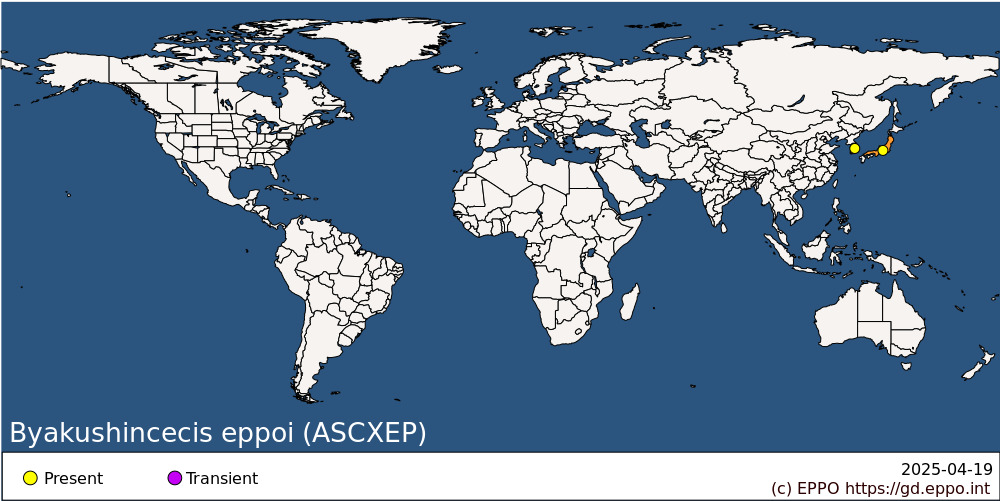 Byakushincecis eppoi (ASCXEP)
Present
Transient
2025-04-19
(c) EPPO https://gd.eppo.int